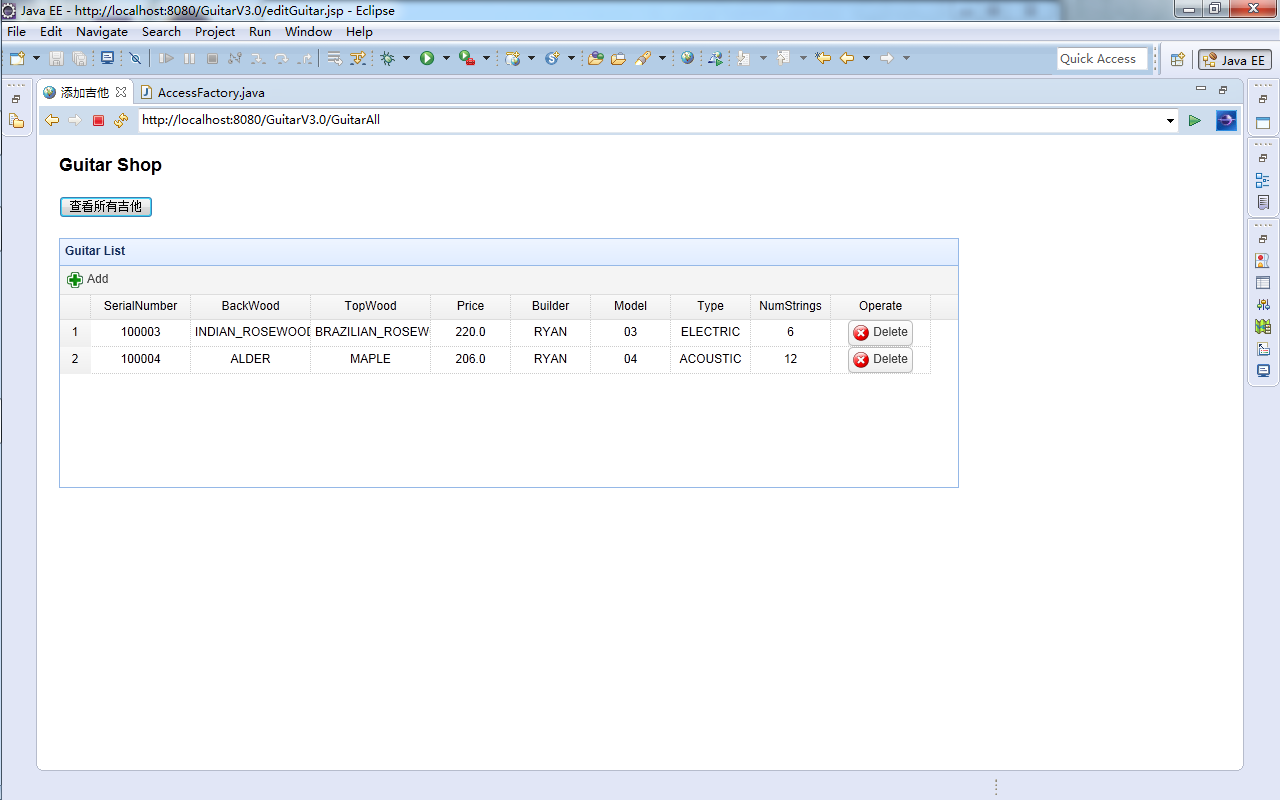 Java EE - http://localhost:8080/GuitarV3.0/editGuitar.jsp - Eclipse
File Edit Navigate Search Project Run Window Help
Quick Access Java EE
添加吉他 AccessFactory.java
http://localhost:8080/GuitarV3.0/GuitarAll
Guitar Shop
查看所有吉他
Guitar List
Add
SerialNumber BackWood TopWood Price Builder Model Type NumStrings Operate
1 100003 INDIAN_ROSEWOOD BRAZILIAN_ROSEW 220.0 RYAN 03 ELECTRIC 6 Delete
2 100004 ALDER MAPLE 206.0 RYAN 04 ACOUSTIC 12 Delete